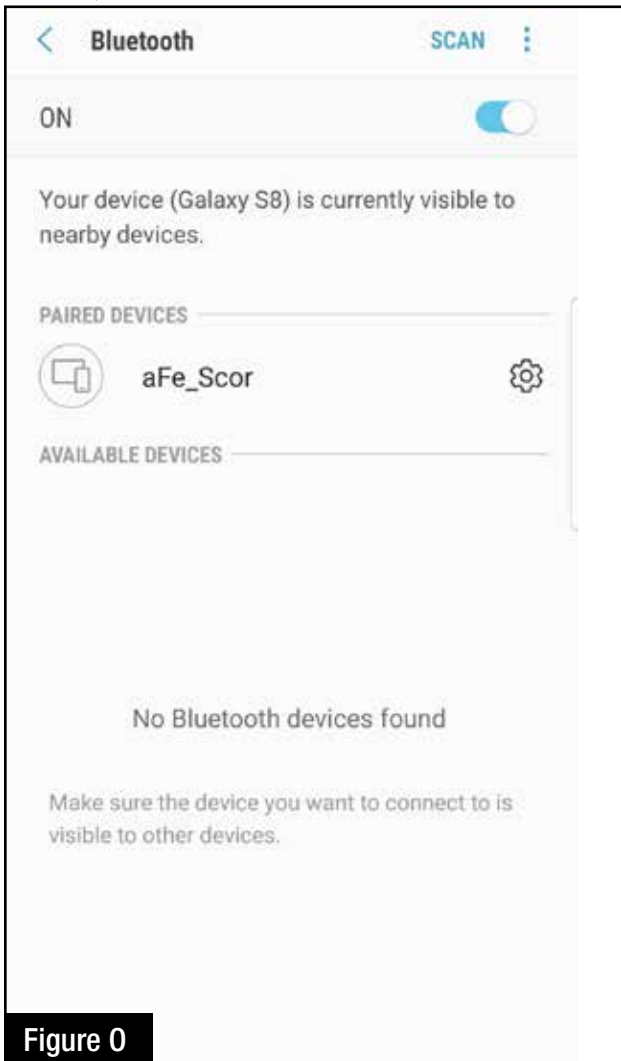 Bluetooth SCAN
ON
Your device (Galaxy S8) is currently visible to
nearby devices.
PAIRED DEVICES
aFe_Scor
AVAILABLE DEVICES
No Bluetooth devices found
Make sure the device you want to connect to is
visible to other devices.
Figure O